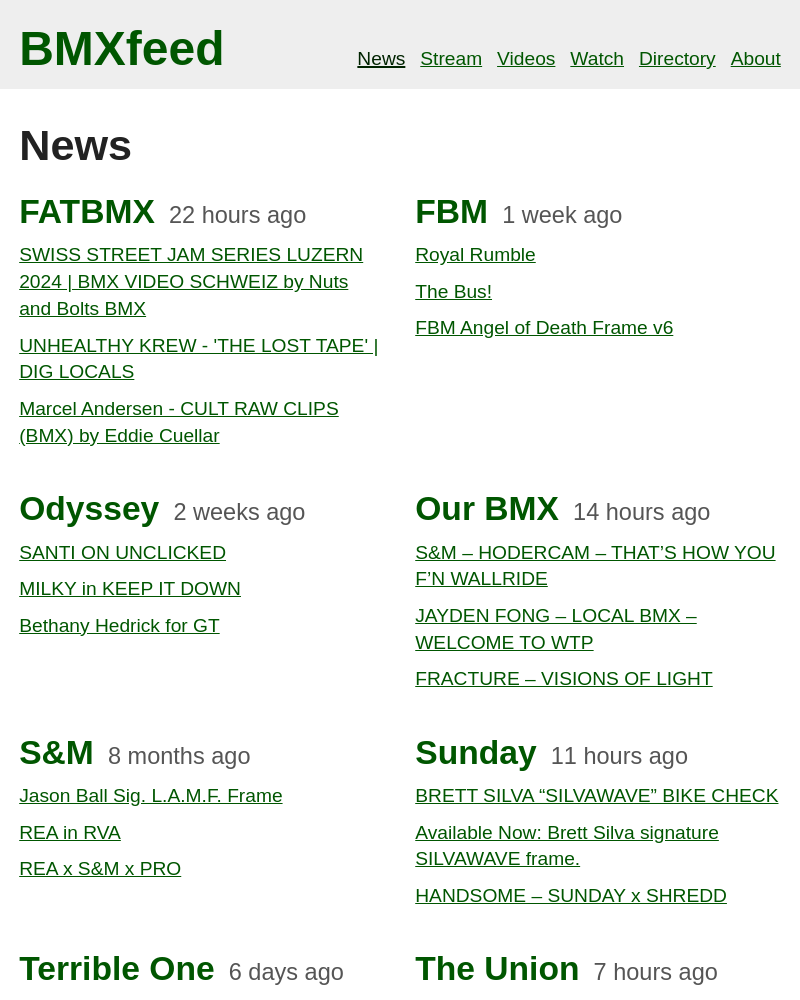 BMXfeed
News Stream Videos Watch Directory About
News
FATBMX 22 hours ago
SWISS STREET JAM SERIES LUZERN
2024 | BMX VIDEO SCHWEIZ by Nuts
and Bolts BMX
UNHEALTHY KREW - 'THE LOST TAPE' |
DIG LOCALS
Marcel Andersen - CULT RAW CLIPS
(BMX) by Eddie Cuellar
FBM 1 week ago
Royal Rumble
The Bus!
FBM Angel of Death Frame v6
Odyssey 2 weeks ago
SANTI ON UNCLICKED
MILKY in KEEP IT DOWN
Bethany Hedrick for GT
Our BMX 14 hours ago
S&M – HODERCAM – THAT’S HOW YOU
F’N WALLRIDE
JAYDEN FONG – LOCAL BMX –
WELCOME TO WTP
FRACTURE – VISIONS OF LIGHT
S&M 8 months ago
Jason Ball Sig. L.A.M.F. Frame
REA in RVA
REA x S&M x PRO
Sunday 11 hours ago
BRETT SILVA “SILVAWAVE” BIKE CHECK
Available Now: Brett Silva signature
SILVAWAVE frame.
HANDSOME – SUNDAY x SHREDD
Terrible One 6 days ago
The Union 7 hours ago